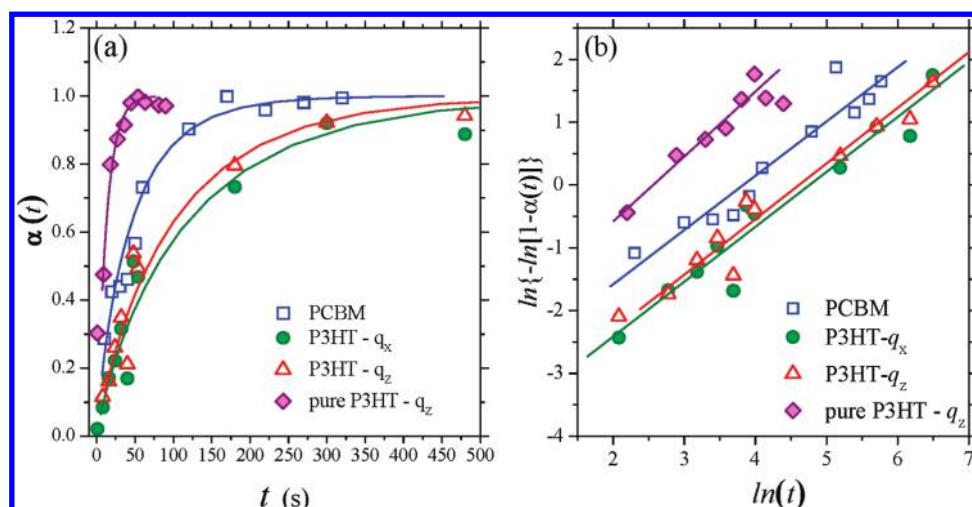 (a)
1.2
1.0
0.8
0.6
0.4
0.2
0.0
α(t)
0 50 100 150 200 250 300 350 400 450 500
t (s)
PCBM
P3HT - qx
P3HT - qz
pure P3HT - qz
(b)
2
1
0
-1
-2
-3
-4
ln{-ln[1-α(t)]}
2 3 4 5 6 7
ln(t)
PCBM
P3HT-qx
P3HT-qz
pure P3HT - qz